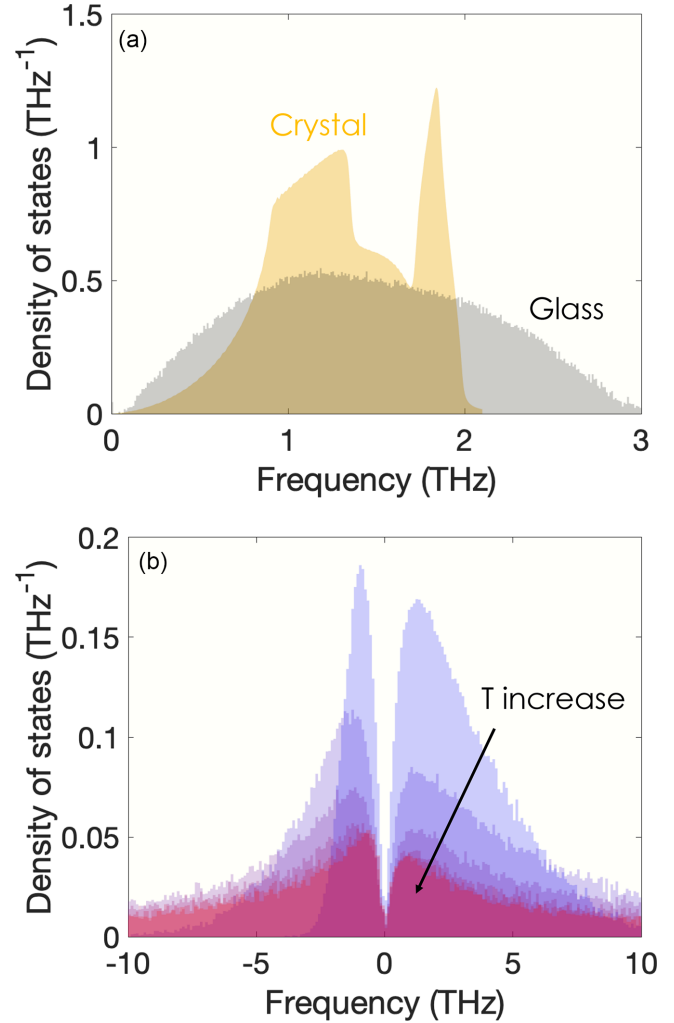 (a)
Density of states (THz-1)
1.5
1
0.5
0
Crystal
Glass
0
1
2
3
Frequency (THz)
(b)
Density of states (THz-1)
0.2
0.15
0.1
0.05
0
T increase
-10
-5
0
5
10
Frequency (THz)